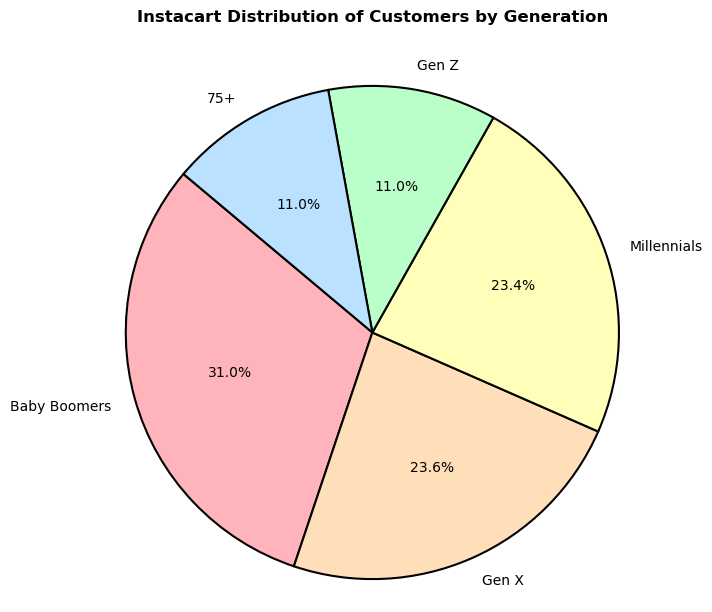 Instacart Distribution of Customers by Generation
Gen Z
75+
11.0%
11.0%
Millennials
23.4%
31.0%
Baby Boomers
23.6%
Gen X